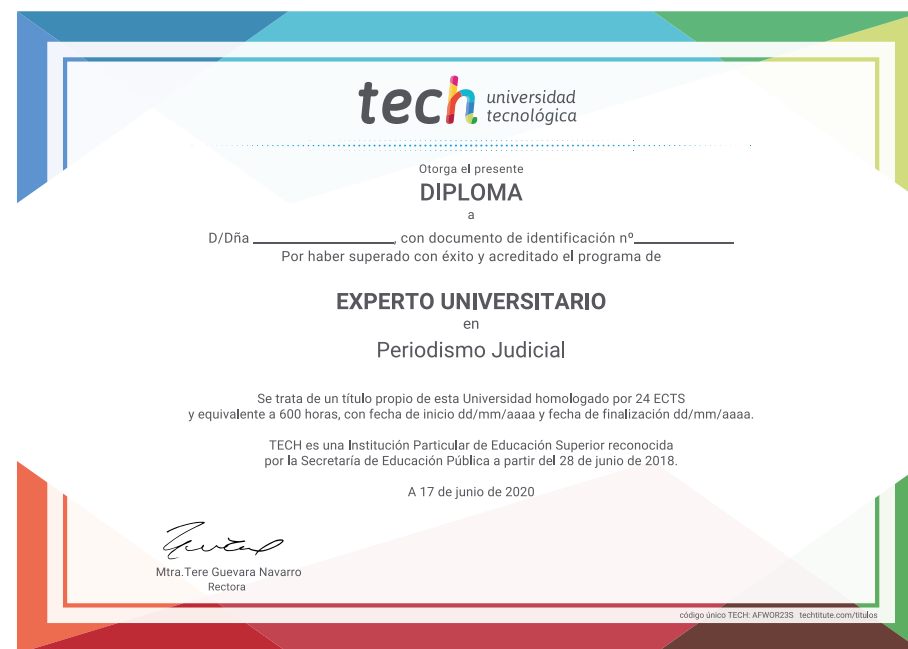 tech universidad
tecnológica
Otorga el presente
DIPLOMA
a
D/Dña ____________, con documento de identificación nº____________
Por haber superado con éxito y acreditado el programa de
EXPERTO UNIVERSITARIO
en
Periodismo Judicial
Se trata de un título propio de esta Universidad homologado por 24 ECTS
y equivalente a 600 horas, con fecha de inicio dd/mm/aaaa y fecha de finalización dd/mm/aaaa.
TECH es una Institución Particular de Educación Superior reconocida
por la Secretaría de Educación Pública a partir del 28 de junio de 2018.
A 17 de junio de 2020
Mtra.Tere Guevara Navarro
Rectora
código único TECH: AFWOR23S techtitute.com/titulos